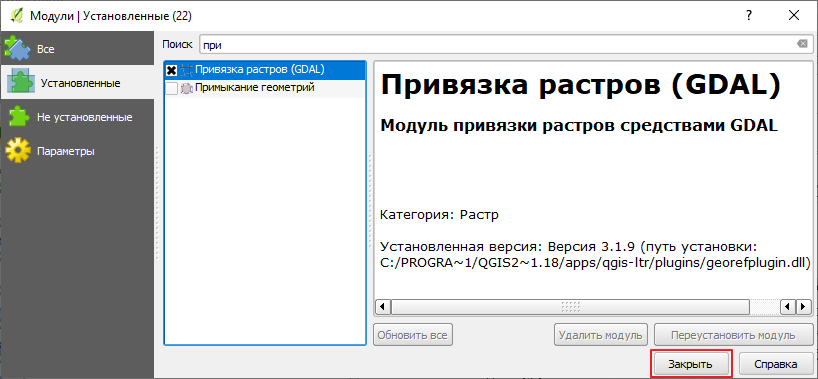 Модули | Установленные (22)
Поиск
при
Все
Установленные
Не установленные
Параметры
Привязка растров (GDAL)
Примыкание геометрий
Привязка растров (GDAL)
Модуль привязки растров средствами GDAL
Категория: Растр
Установленная версия: Версия 3.1.9 (путь установки:
C:/PROGRA~1/QGIS2~1.18/apps/qgis-ltr/plugins/georefplugin.dll)
Обновить все
Удалить модуль
Переустановить модуль
Закрыть
Справка